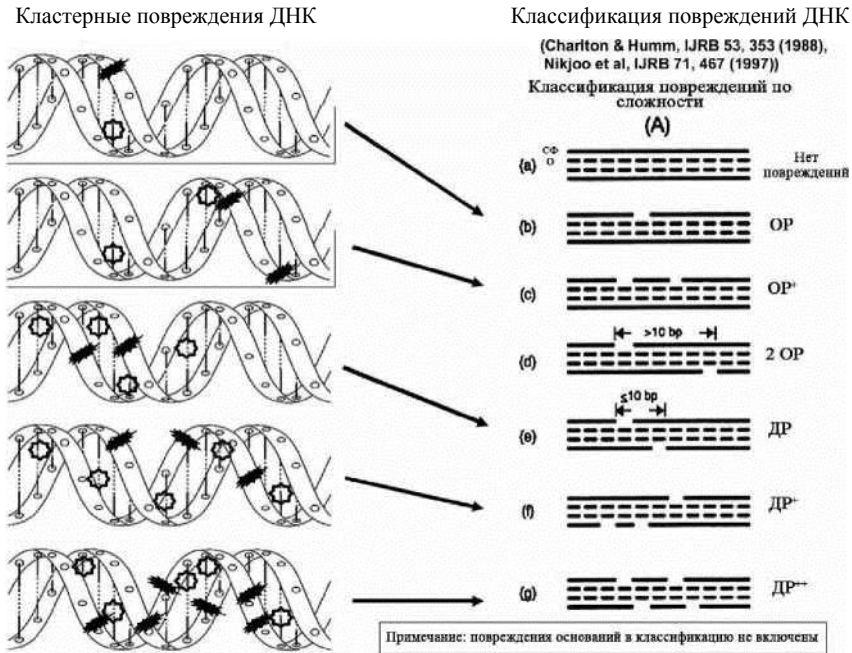 Кластерные повреждения ДНК
Классификация повреждений ДНК
(Charlton & Humm, IJRB 53, 353 (1988),
Nikjoo et al, IJRB 71, 467 (1997))
Классификация повреждений по
сложности
(A)
(a) СФ
О
Нет
повреждений
(b) ОР
(c) ОР⁺
>10 bp
(d) 2 ОР
≤10 bp
(e) ДР
(f) ДР⁺
(g) ДР⁺⁺
Примечание: повреждения оснований в классификацию не включены